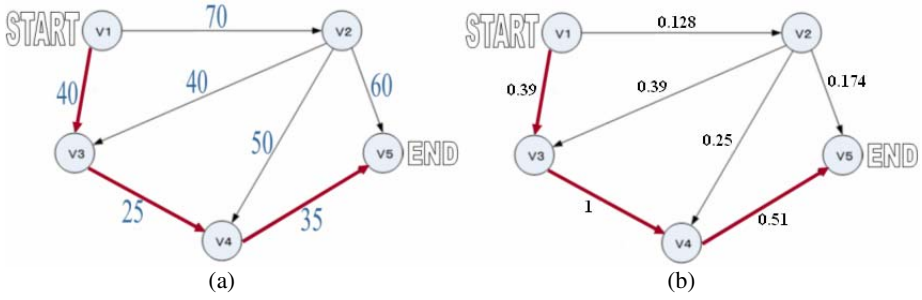 START
V1
70
V2
40
40
60
50
V3
V5
END
25
35
V4
(a)
START
V1
0.128
V2
0.39
0.39
0.174
0.25
V3
V5
END
1
0.51
V4
(b)